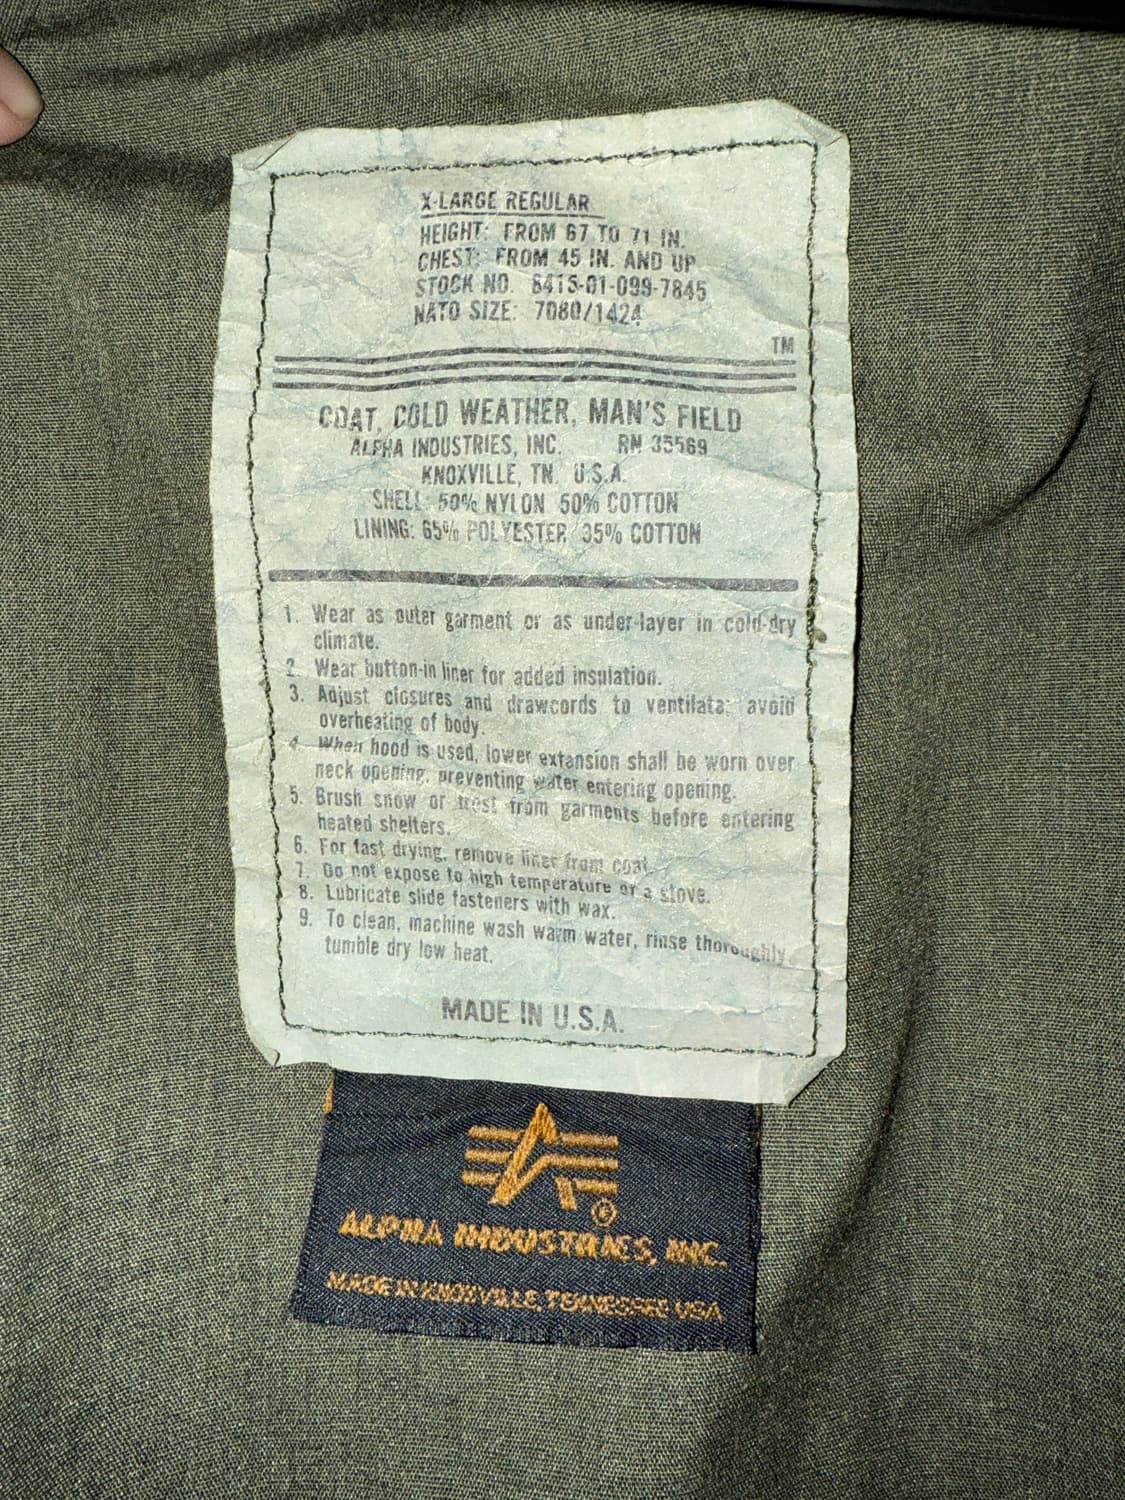 X-LARGE REGULAR
HEIGHT: FROM 67 TO 71 IN.
CHEST: FROM 45 IN. AND UP
STOCK NO. 8415-01-099-7845
NATO SIZE: 7080/1424
TM
COAT, COLD WEATHER, MAN'S FIELD
ALPHA INDUSTRIES, INC. RN 35569
KNOXVILLE, TN. U.S.A.
SHELL: 50% NYLON 50% COTTON
LINING: 65% POLYESTER/35% COTTON
1. Wear as outer garment or as under-layer in cold-dry
climate.
2. Wear button-in liner for added insulation.
3. Adjust closures and drawcords to ventilate; avoid
overheating of body.
4. When hood is used, lower extension shall be worn over
neck opening, preventing water entering opening.
5. Brush snow or frost from garments before entering
heated shelters.
6. For fast drying, remove liner from coat.
7. Do not expose to high temperature or a stove.
8. Lubricate slide fasteners with wax.
9. To clean, machine wash warm water, rinse thoroughly
tumble dry low heat.
MADE IN U.S.A.
®
ALPHA INDUSTRIES, INC.
MADE IN KNOXVILLE, TENNESSEE USA